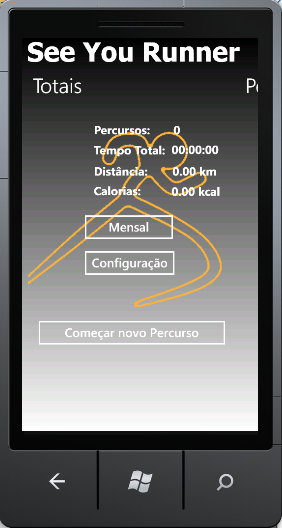 See You Runner
Totais Pe
Percursos: 0
Tempo Total: 00:00:00
Distância: 0.00 km
Calorias: 0.00 kcal
Mensal
Configuração
Começar novo Percurso